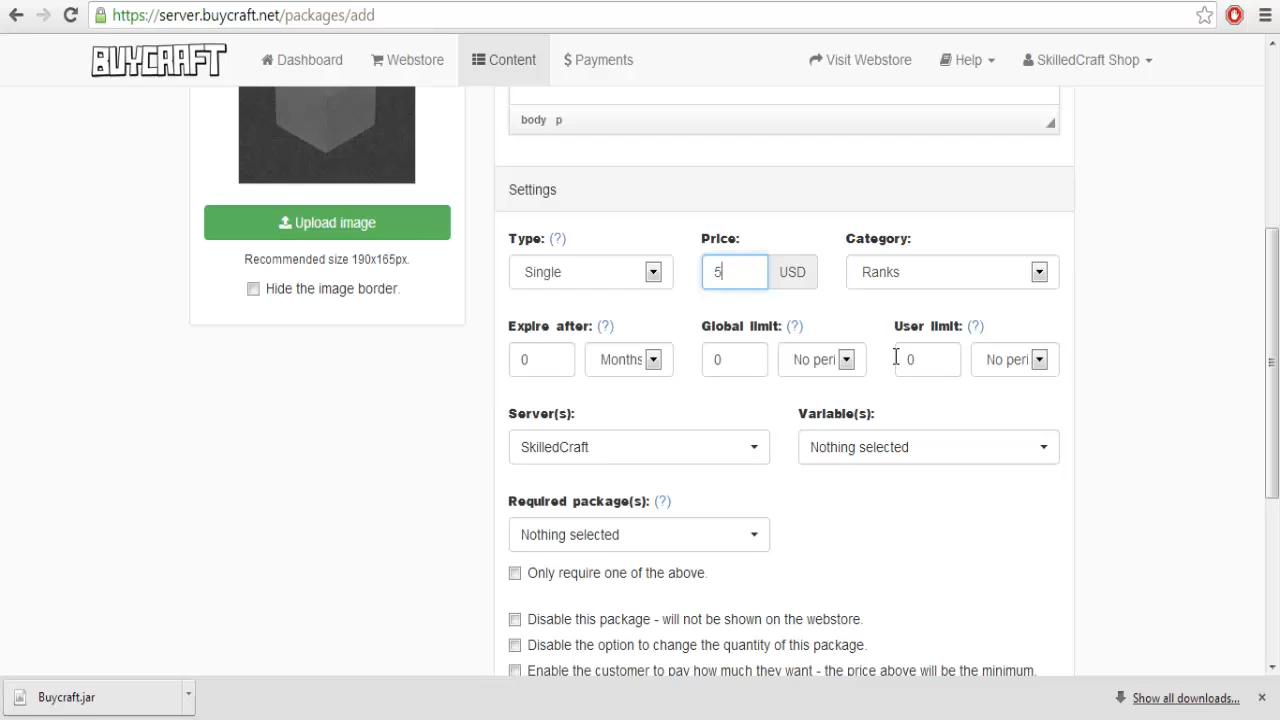 https://server.buycraft.net/packages/add
BUYCRAFT Dashboard Webstore Content $ Payments Visit Webstore Help SkilledCraft Shop
body p
Settings
Upload image
Recommended size 190x165px.
Hide the image border.
Type: (?) Price: Category:
Single 5 USD Ranks
Expire after: (?) Global limit: (?) User limit: (?)
0 Months 0 No peri 0 No peri
Server(s): Variable(s):
SkilledCraft Nothing selected
Required package(s): (?)
Nothing selected
Only require one of the above.
Disable this package - will not be shown on the webstore.
Disable the option to change the quantity of this package.
Enable the customer to pay how much they want - the price above will be the minimum.
Buycraft.jar Show all downloads...